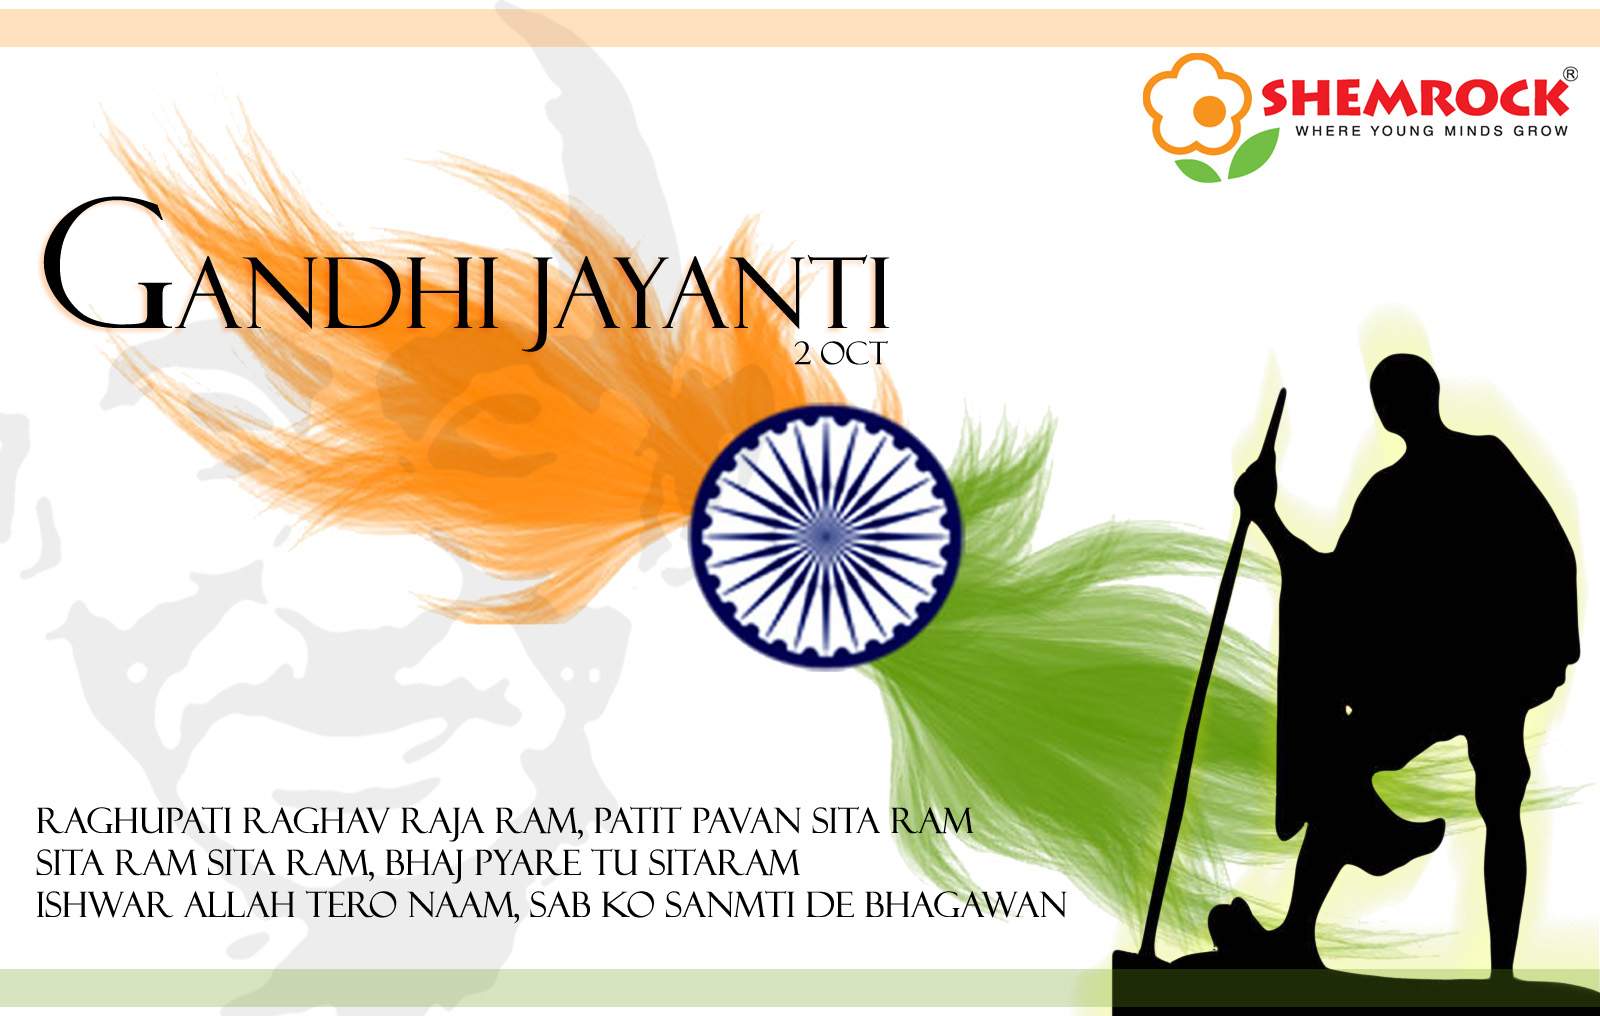 SHEMROCK®
WHERE YOUNG MINDS GROW
GANDHI JAYANTI
2 OCT
RAGHUPATI RAGHAV RAJA RAM, PATIT PAVAN SITA RAM
SITA RAM SITA RAM, BHAJ PYARE TU SITARAM
ISHWAR ALLAH TERO NAAM, SAB KO SANMTI DE BHAGAWAN